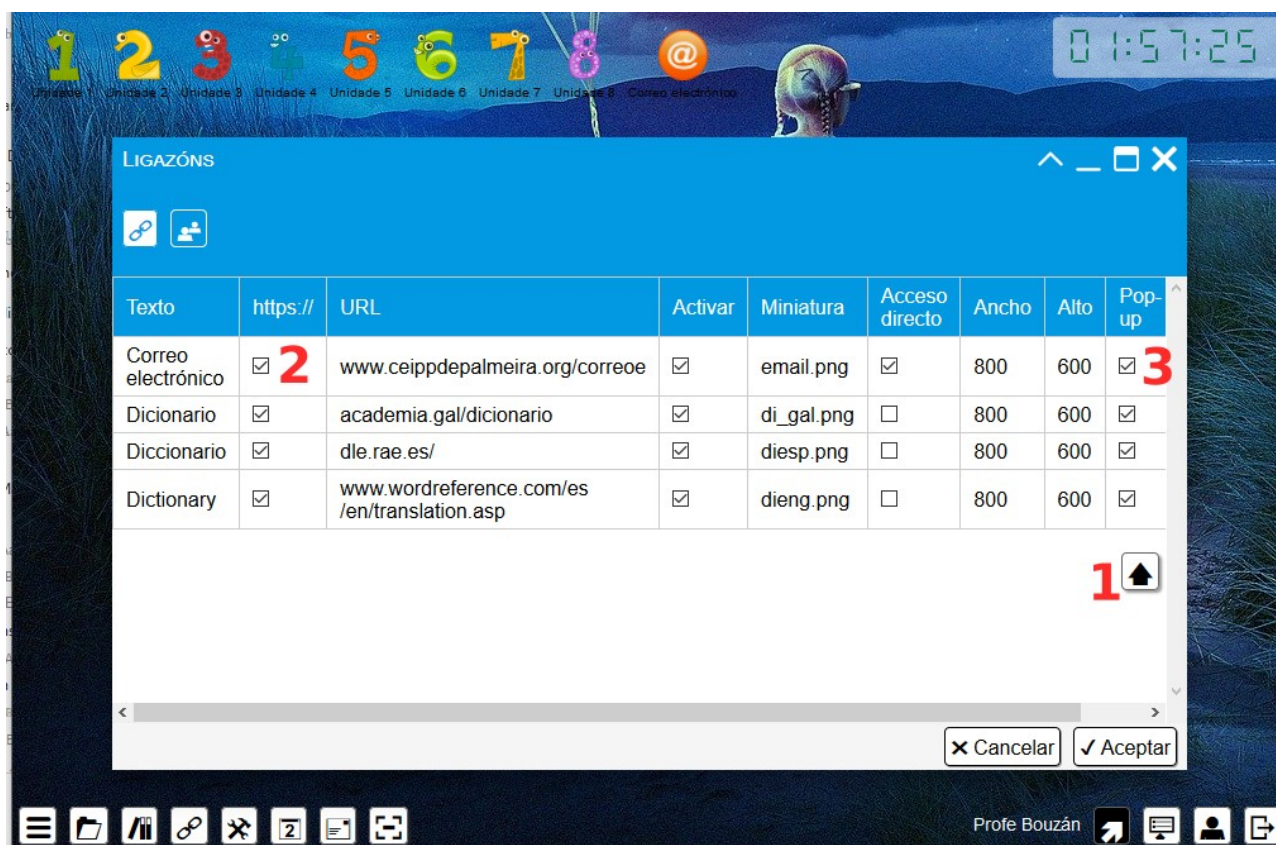 01:57:25
Unidade 1 Unidade 2 Unidade 3 Unidade 4 Unidade 5 Unidade 6 Unidade 7 Unidade 8 Correo electrónico
LIGAZÓNS
Texto https:// URL Activar Miniatura Acceso directo Ancho Alto Pop-up
Correo electrónico 2 www.ceippdepalmeira.org/correoe email.png 800 600 3
Dicionario academia.gal/dicionario di_gal.png 800 600
Diccionario dle.rae.es/ diesp.png 800 600
Dictionary www.wordreference.com/es
/en/translation.asp dieng.png 800 600
1
Cancelar Aceptar
2 Profe Bouzán